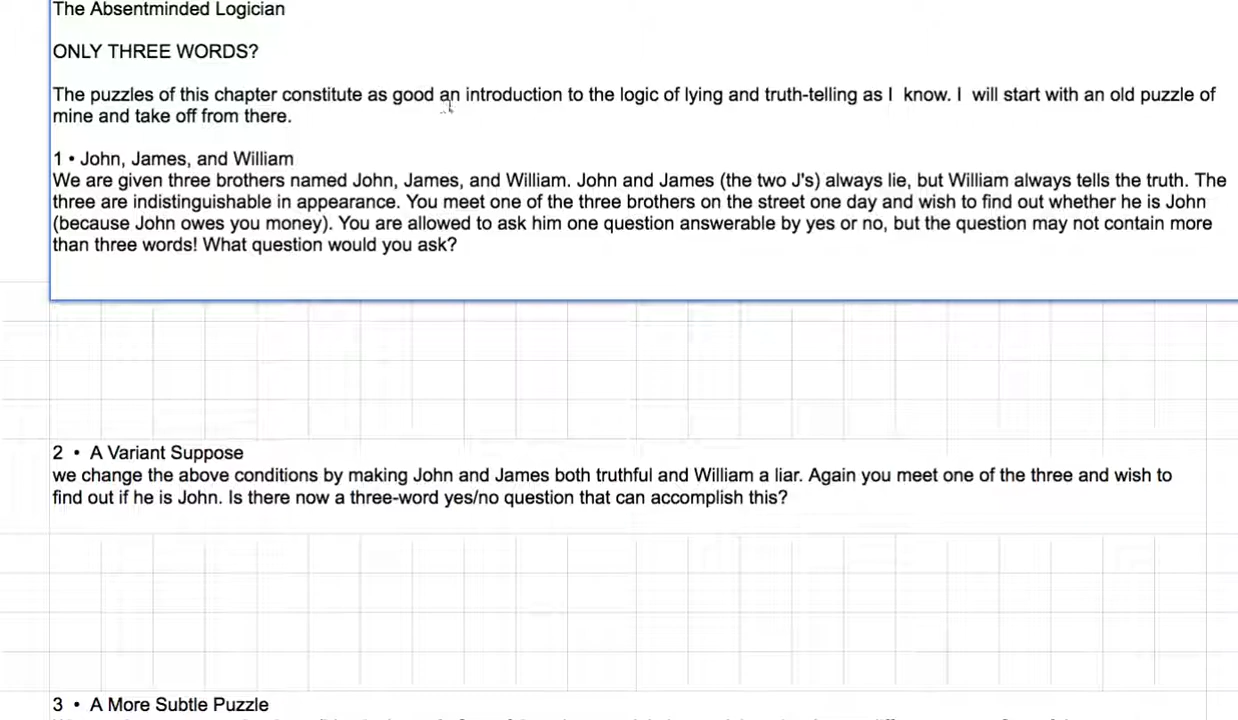 The Absentminded Logician
ONLY THREE WORDS?
The puzzles of this chapter constitute as good an introduction to the logic of lying and truth-telling as I know. I will start with an old puzzle of
mine and take off from there.
1 • John, James, and William
We are given three brothers named John, James, and William. John and James (the two J's) always lie, but William always tells the truth. The
three are indistinguishable in appearance. You meet one of the three brothers on the street one day and wish to find out whether he is John
(because John owes you money). You are allowed to ask him one question answerable by yes or no, but the question may not contain more
than three words! What question would you ask?
2 • A Variant Suppose
we change the above conditions by making John and James both truthful and William a liar. Again you meet one of the three and wish to
find out if he is John. Is there now a three-word yes/no question that can accomplish this?
3 • A More Subtle Puzzle